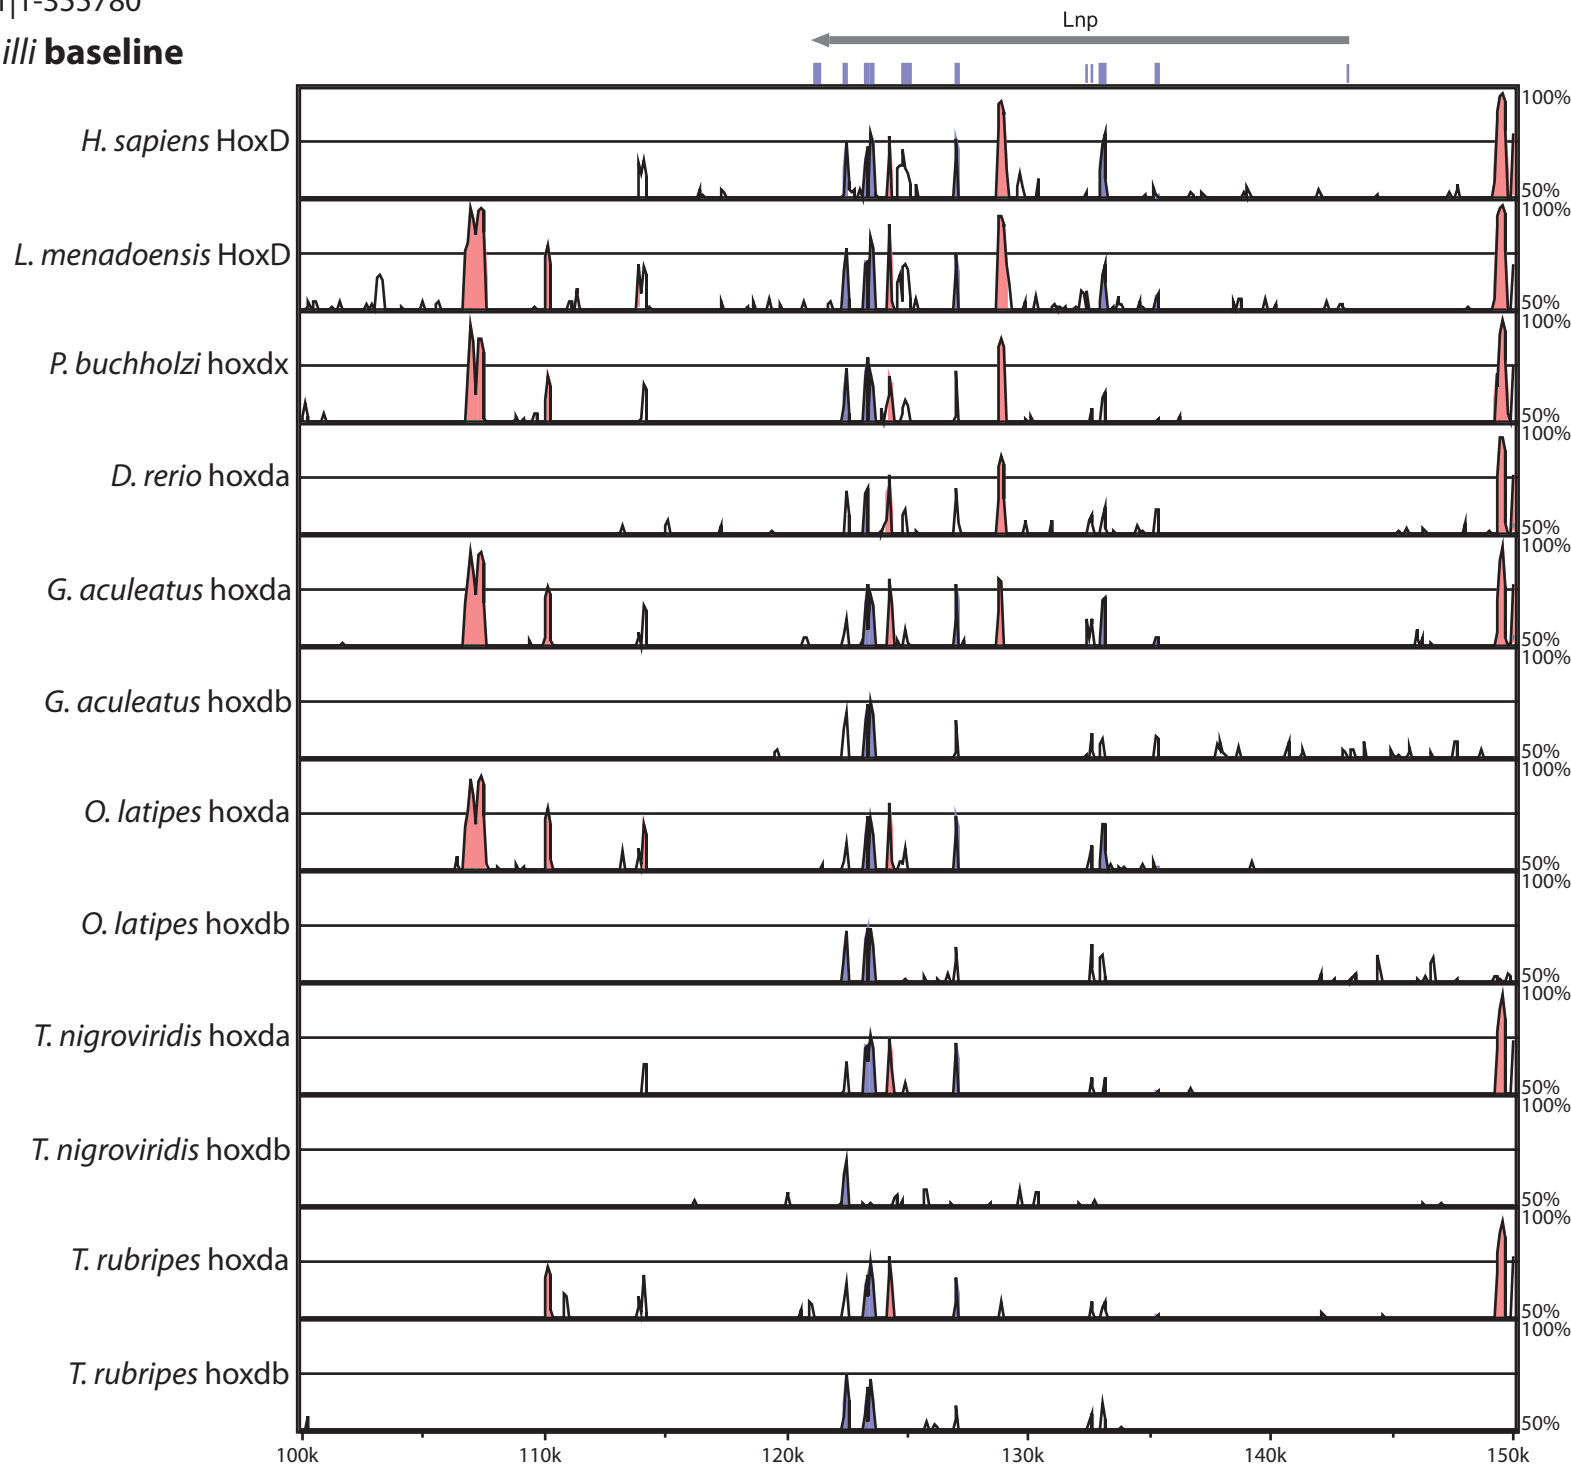 1|1-355780
illi baseline
Lnp
H. sapiens HoxD
100%
50%
L. menadoensis HoxD
100%
50%
P. buchholzi hoxdx
100%
50%
D. rerio hoxda
100%
50%
G. aculeatus hoxda
100%
50%
G. aculeatus hoxdb
100%
50%
O. latipes hoxda
100%
50%
O. latipes hoxdb
100%
50%
T. nigroviridis hoxda
100%
50%
T. nigroviridis hoxdb
100%
50%
T. rubripes hoxda
100%
50%
T. rubripes hoxdb
100%
50%
100k 110k 120k 130k 140k 150k